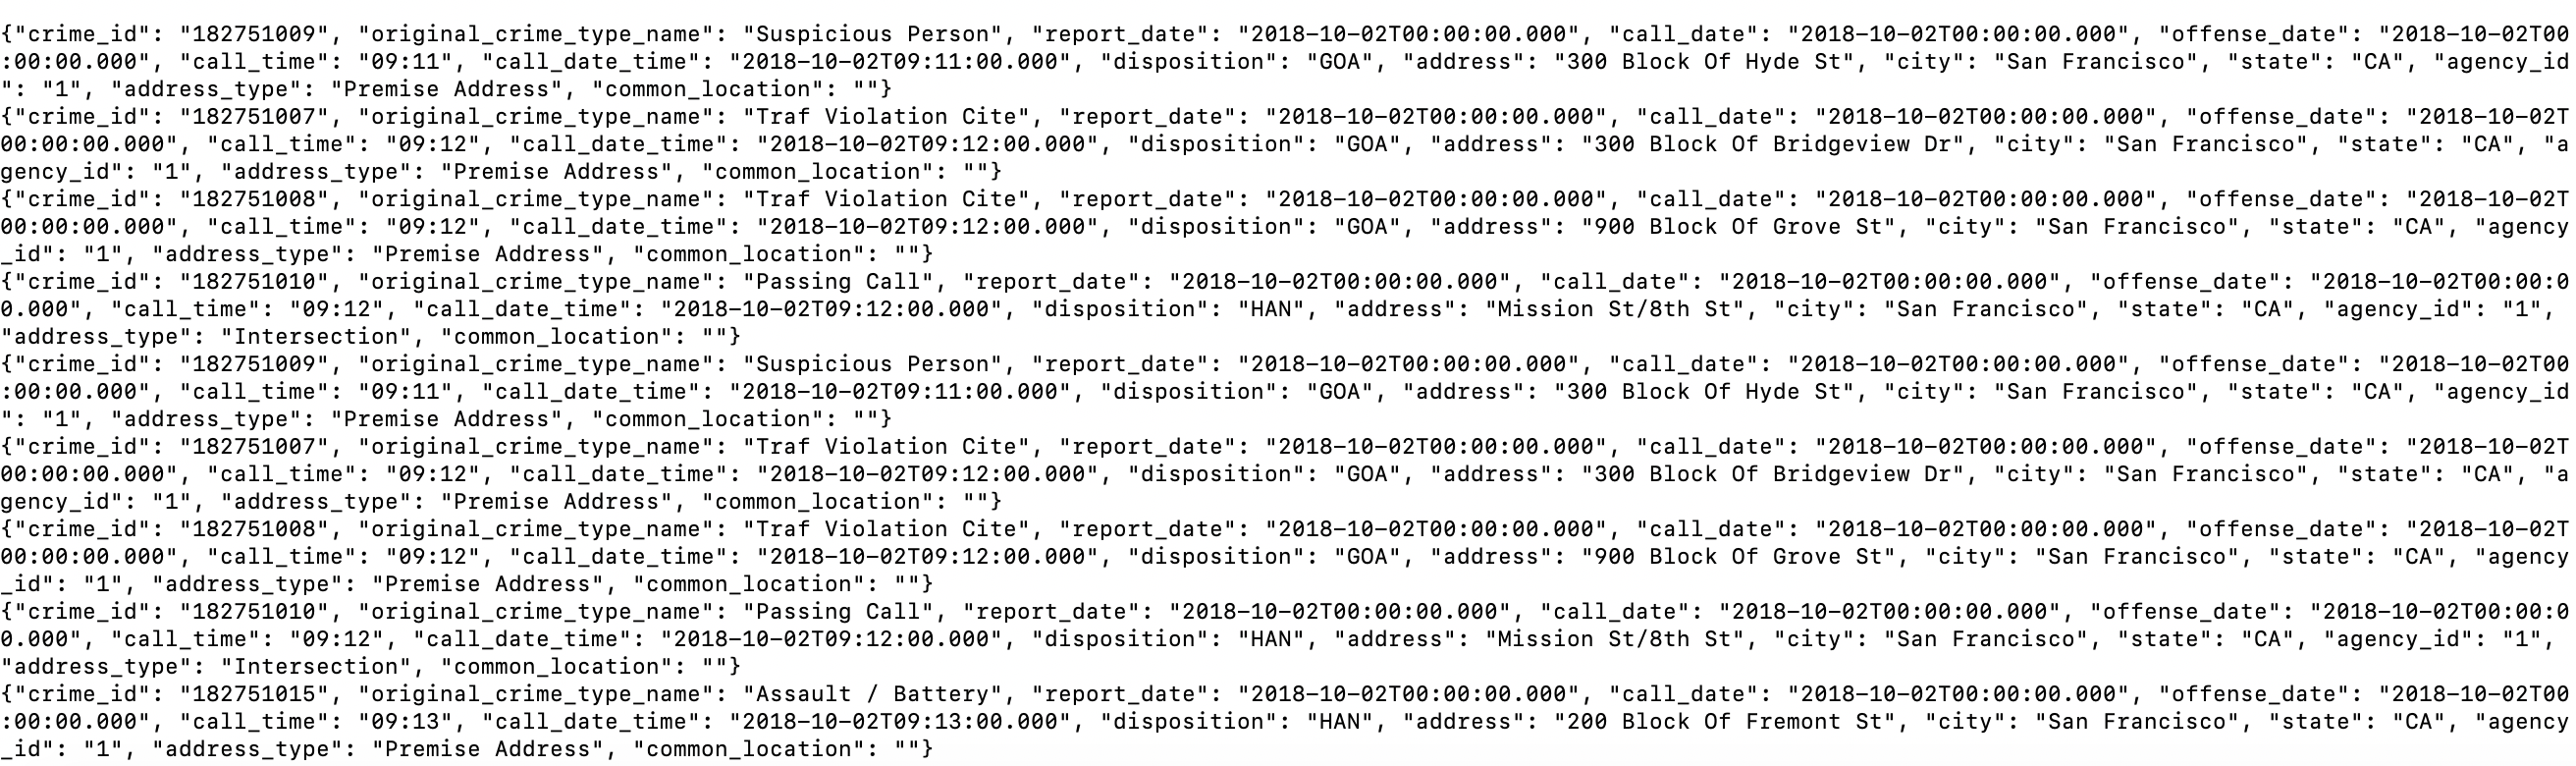 {"crime_id": "182751009", "original_crime_type_name": "Suspicious Person", "report_date": "2018-10-02T00:00:00.000", "call_date": "2018-10-02T00:00:00.000", "offense_date": "2018-10-02T00
:00:00.000", "call_time": "09:11", "call_date_time": "2018-10-02T09:11:00.000", "disposition": "GOA", "address": "300 Block Of Hyde St", "city": "San Francisco", "state": "CA", "agency_id
": "1", "address_type": "Premise Address", "common_location": ""}
{"crime_id": "182751007", "original_crime_type_name": "Traf Violation Cite", "report_date": "2018-10-02T00:00:00.000", "call_date": "2018-10-02T00:00:00.000", "offense_date": "2018-10-02T
00:00:00.000", "call_time": "09:12", "call_date_time": "2018-10-02T09:12:00.000", "disposition": "GOA", "address": "300 Block Of Bridgeview Dr", "city": "San Francisco", "state": "CA", "a
gency_id": "1", "address_type": "Premise Address", "common_location": ""}
{"crime_id": "182751008", "original_crime_type_name": "Traf Violation Cite", "report_date": "2018-10-02T00:00:00.000", "call_date": "2018-10-02T00:00:00.000", "offense_date": "2018-10-02T
00:00:00.000", "call_time": "09:12", "call_date_time": "2018-10-02T09:12:00.000", "disposition": "GOA", "address": "900 Block Of Grove St", "city": "San Francisco", "state": "CA", "agency
_id": "1", "address_type": "Premise Address", "common_location": ""}
{"crime_id": "182751010", "original_crime_type_name": "Passing Call", "report_date": "2018-10-02T00:00:00.000", "call_date": "2018-10-02T00:00:00.000", "offense_date": "2018-10-02T00:00:0
0.000", "call_time": "09:12", "call_date_time": "2018-10-02T09:12:00.000", "disposition": "HAN", "address": "Mission St/8th St", "city": "San Francisco", "state": "CA", "agency_id": "1",
"address_type": "Intersection", "common_location": ""}
{"crime_id": "182751009", "original_crime_type_name": "Suspicious Person", "report_date": "2018-10-02T00:00:00.000", "call_date": "2018-10-02T00:00:00.000", "offense_date": "2018-10-02T00
:00:00.000", "call_time": "09:11", "call_date_time": "2018-10-02T09:11:00.000", "disposition": "GOA", "address": "300 Block Of Hyde St", "city": "San Francisco", "state": "CA", "agency_id
": "1", "address_type": "Premise Address", "common_location": ""}
{"crime_id": "182751007", "original_crime_type_name": "Traf Violation Cite", "report_date": "2018-10-02T00:00:00.000", "call_date": "2018-10-02T00:00:00.000", "offense_date": "2018-10-02T
00:00:00.000", "call_time": "09:12", "call_date_time": "2018-10-02T09:12:00.000", "disposition": "GOA", "address": "300 Block Of Bridgeview Dr", "city": "San Francisco", "state": "CA", "a
gency_id": "1", "address_type": "Premise Address", "common_location": ""}
{"crime_id": "182751008", "original_crime_type_name": "Traf Violation Cite", "report_date": "2018-10-02T00:00:00.000", "call_date": "2018-10-02T00:00:00.000", "offense_date": "2018-10-02T
00:00:00.000", "call_time": "09:12", "call_date_time": "2018-10-02T09:12:00.000", "disposition": "GOA", "address": "900 Block Of Grove St", "city": "San Francisco", "state": "CA", "agency
_id": "1", "address_type": "Premise Address", "common_location": ""}
{"crime_id": "182751010", "original_crime_type_name": "Passing Call", "report_date": "2018-10-02T00:00:00.000", "call_date": "2018-10-02T00:00:00.000", "offense_date": "2018-10-02T00:00:0
0.000", "call_time": "09:12", "call_date_time": "2018-10-02T09:12:00.000", "disposition": "HAN", "address": "Mission St/8th St", "city": "San Francisco", "state": "CA", "agency_id": "1",
"address_type": "Intersection", "common_location": ""}
{"crime_id": "182751015", "original_crime_type_name": "Assault / Battery", "report_date": "2018-10-02T00:00:00.000", "call_date": "2018-10-02T00:00:00.000", "offense_date": "2018-10-02T00
:00:00.000", "call_time": "09:13", "call_date_time": "2018-10-02T09:13:00.000", "disposition": "HAN", "address": "200 Block Of Fremont St", "city": "San Francisco", "state": "CA", "agency
_id": "1", "address_type": "Premise Address", "common_location": ""}